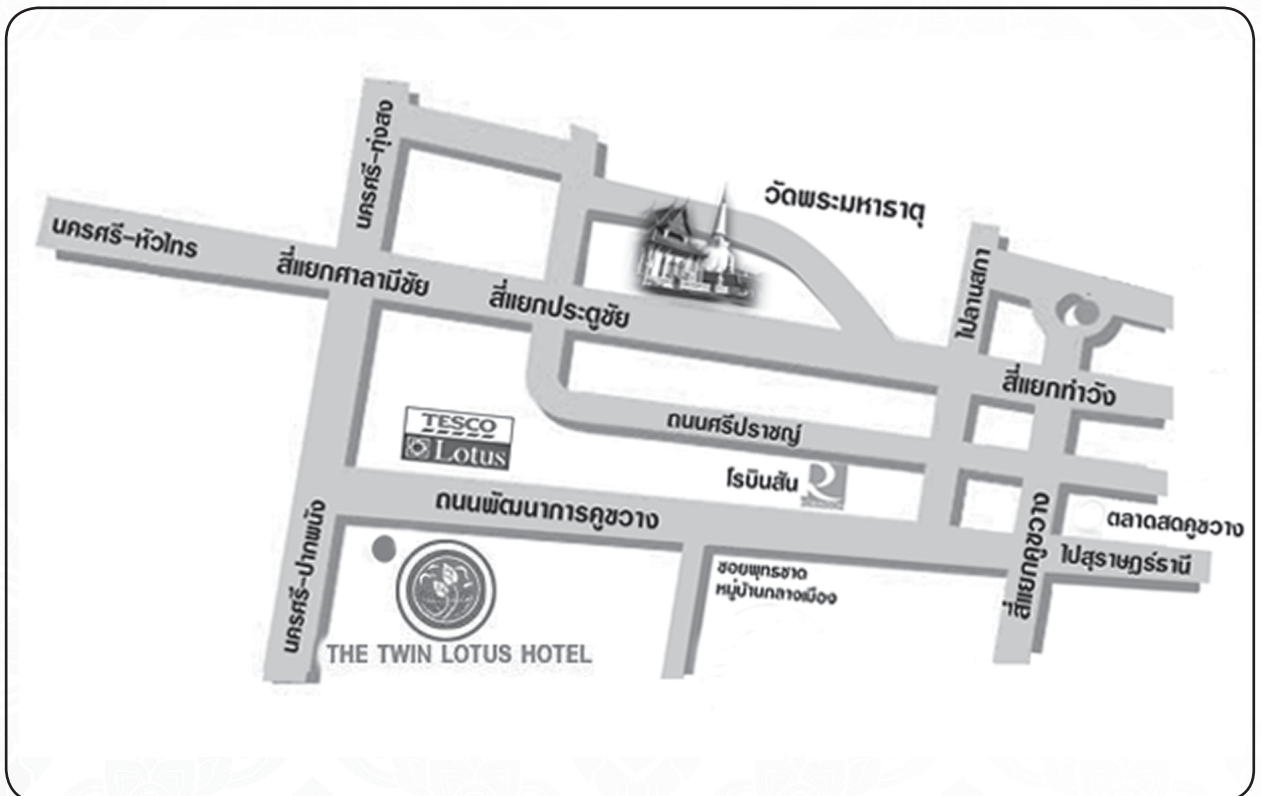 นครศรี-ทุ่งสง
วัดพระมหาธาตุ
นครศรี-หัวไทร
สี่แยกศาลามีชัย
สี่แยกประตูชัย
ไปลานสกา
สี่แยกท่าวัง
TESCO
Lotus
ถนนศรีปราชญ์
โรบินสัน
ถนนพัฒนาการคูขวาง
ตลาดสดคูขวาง
ไปสุราษฎร์ธานี
สี่แยกคูขวาง
ซอยพุทธชาด
หมู่บ้านกลางเมือง
นครศรี-ปากพนัง
THE TWIN LOTUS HOTEL